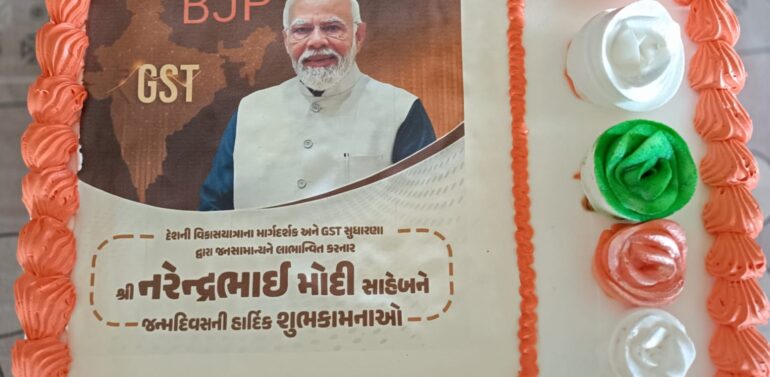 BJP
GST
દેશની વિકાસયાત્રાના માર્ગદર્શક અને GST સુધારણા
દ્વારા જનસામાન્યને લાભાન્વિત કરનાર
શ્રી નરેન્દ્રભાઈ મોદી સાહેબને
જન્મદિવસની હાર્દિક શુભકામનાઓ